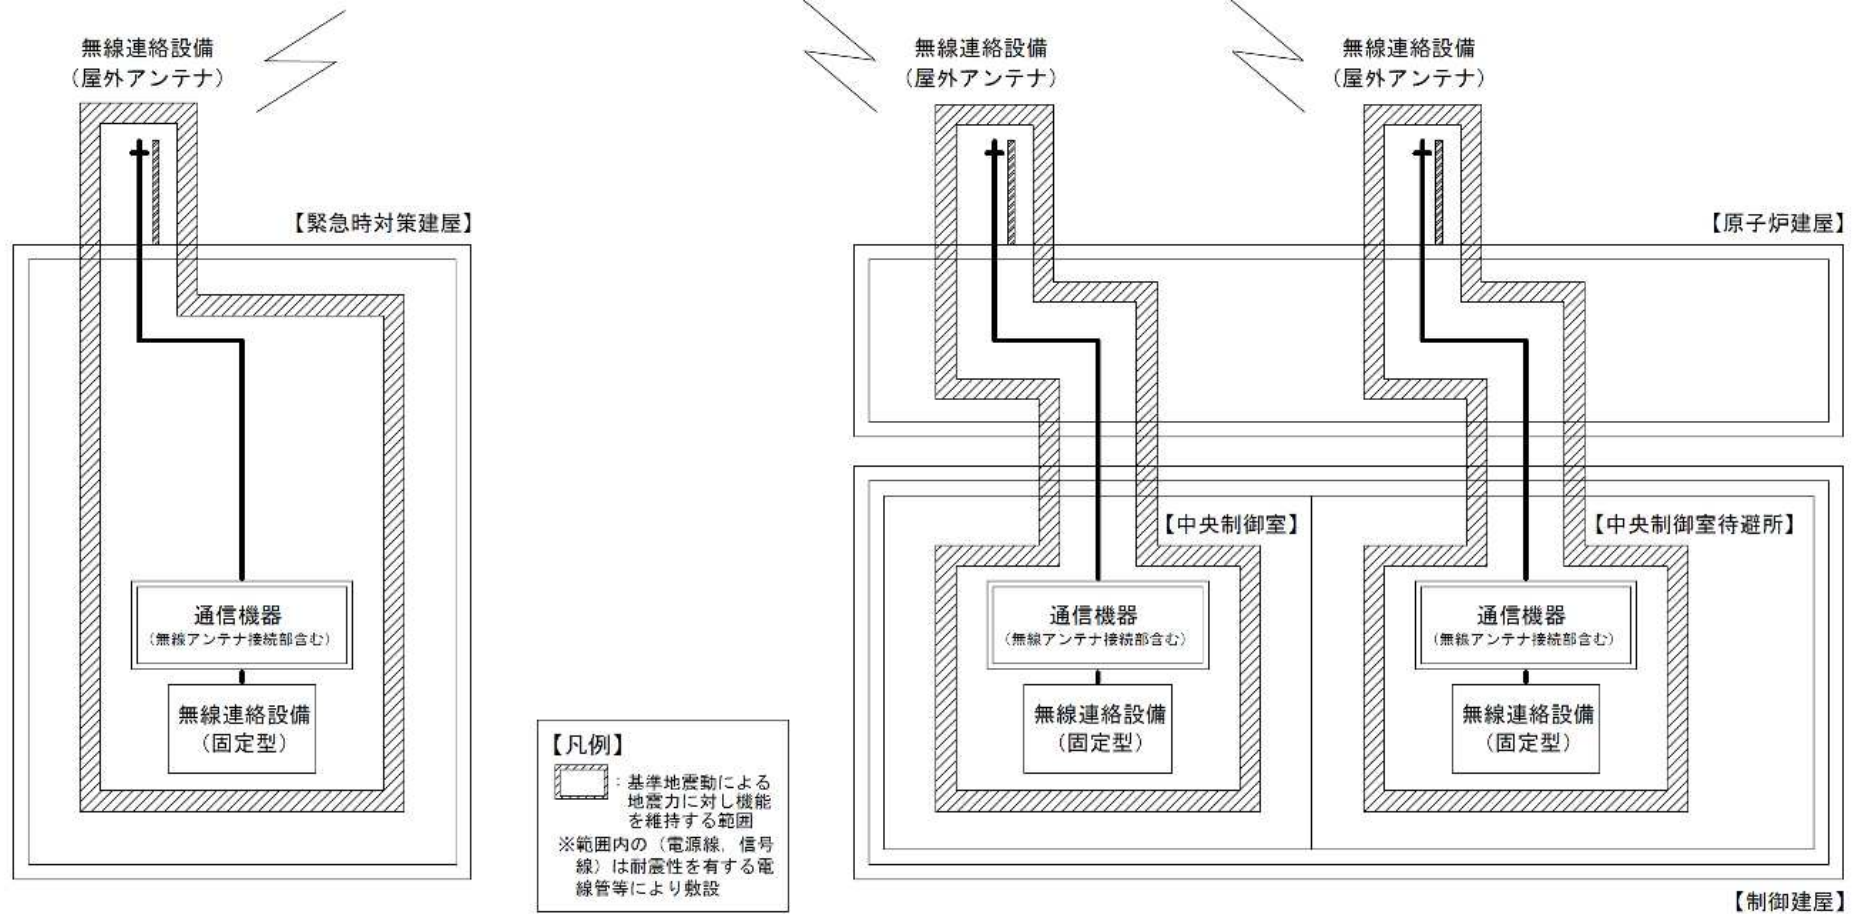 無線連絡設備
（屋外アンテナ）
無線連絡設備
（屋外アンテナ）
無線連絡設備
（屋外アンテナ）
【緊急時対策建屋】
【原子炉建屋】
【中央制御室】
【中央制御室待避所】
通信機器
（無線アンテナ接続部含む）
無線連絡設備
（固定型）
通信機器
（無線アンテナ接続部含む）
無線連絡設備
（固定型）
通信機器
（無線アンテナ接続部含む）
無線連絡設備
（固定型）
【凡例】
：基準地震動による
地震力に対し機能
を維持する範囲
※範囲内の（電源線，信号
線）は耐震性を有する電
線管等により敷設
【制御建屋】